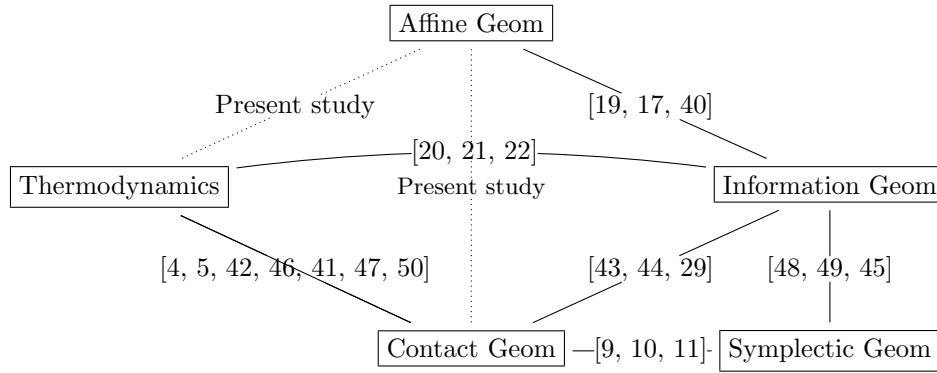 Affine Geom
Present study
[19, 17, 40]
[20, 21, 22]
Thermodynamics
Present study
Information Geom
[4, 5, 42, 46, 41, 47, 50]
[43, 44, 29]
[48, 49, 45]
Contact Geom
[9, 10, 11]
Symplectic Geom